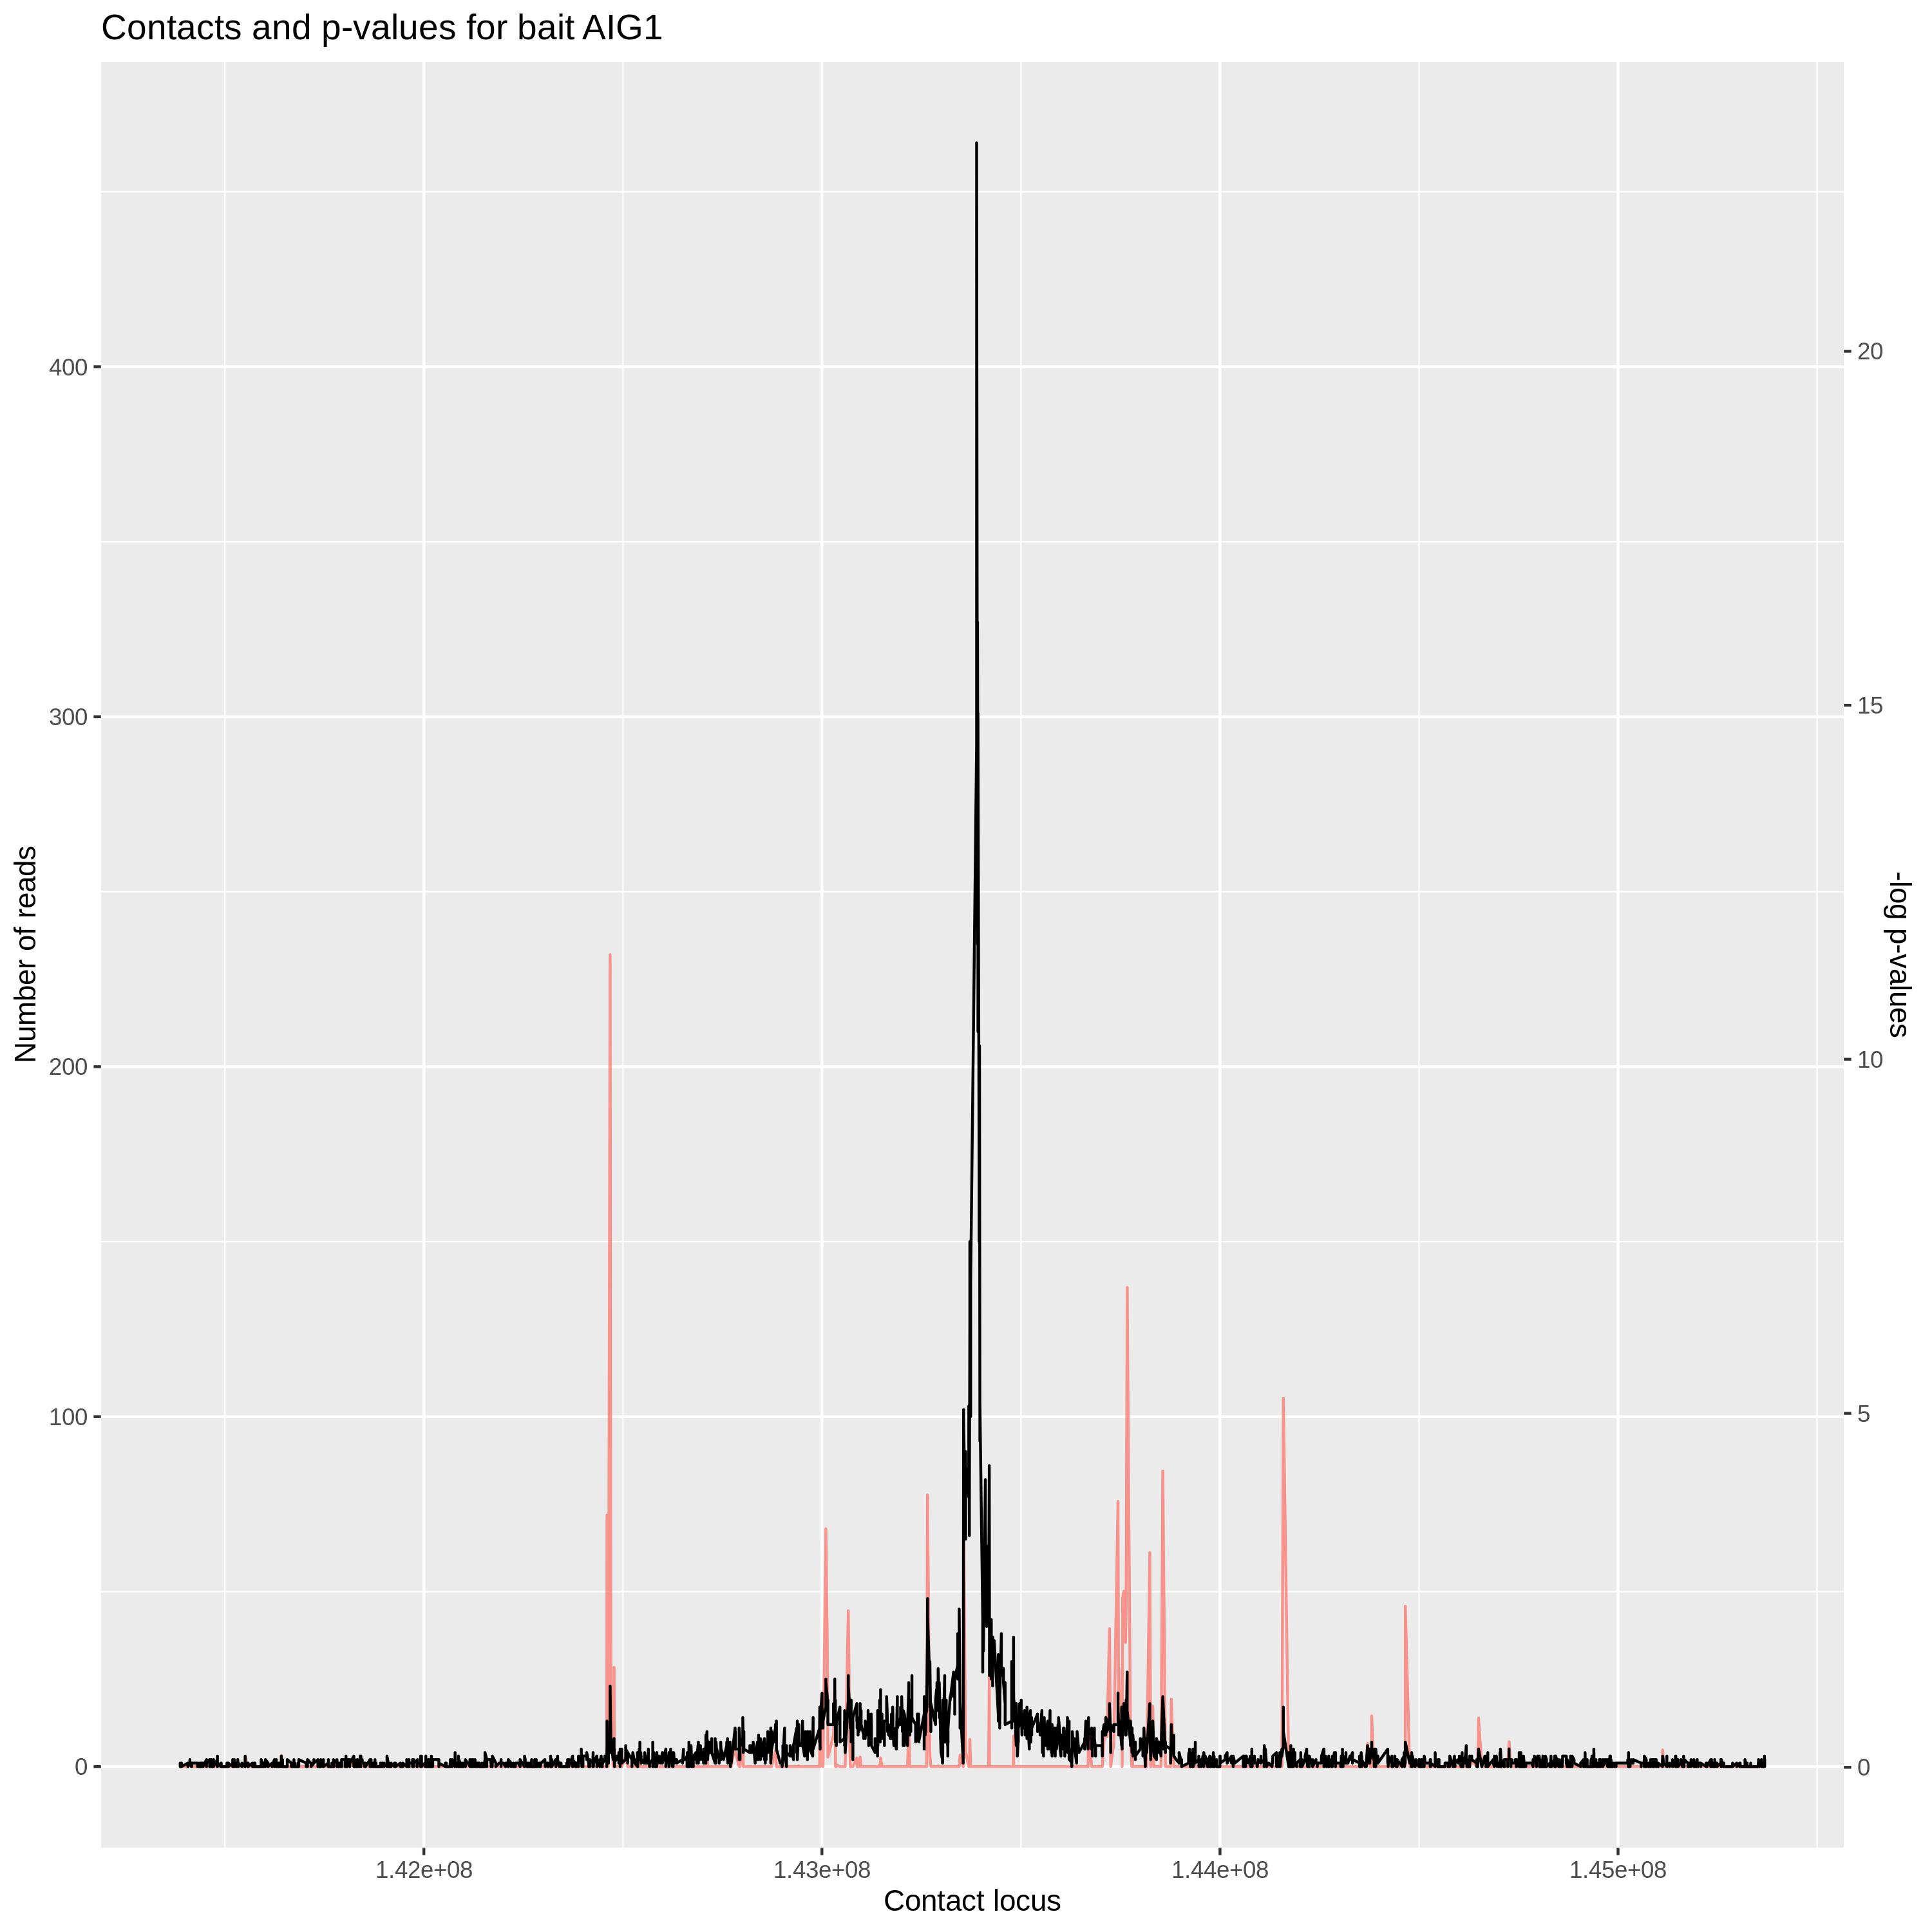 Contacts and p-values for bait AIG1
400
300
200
100
0
Number of reads
20
15
10
5
0
-log p-values
1.42e+08
1.43e+08
1.44e+08
1.45e+08
Contact locus